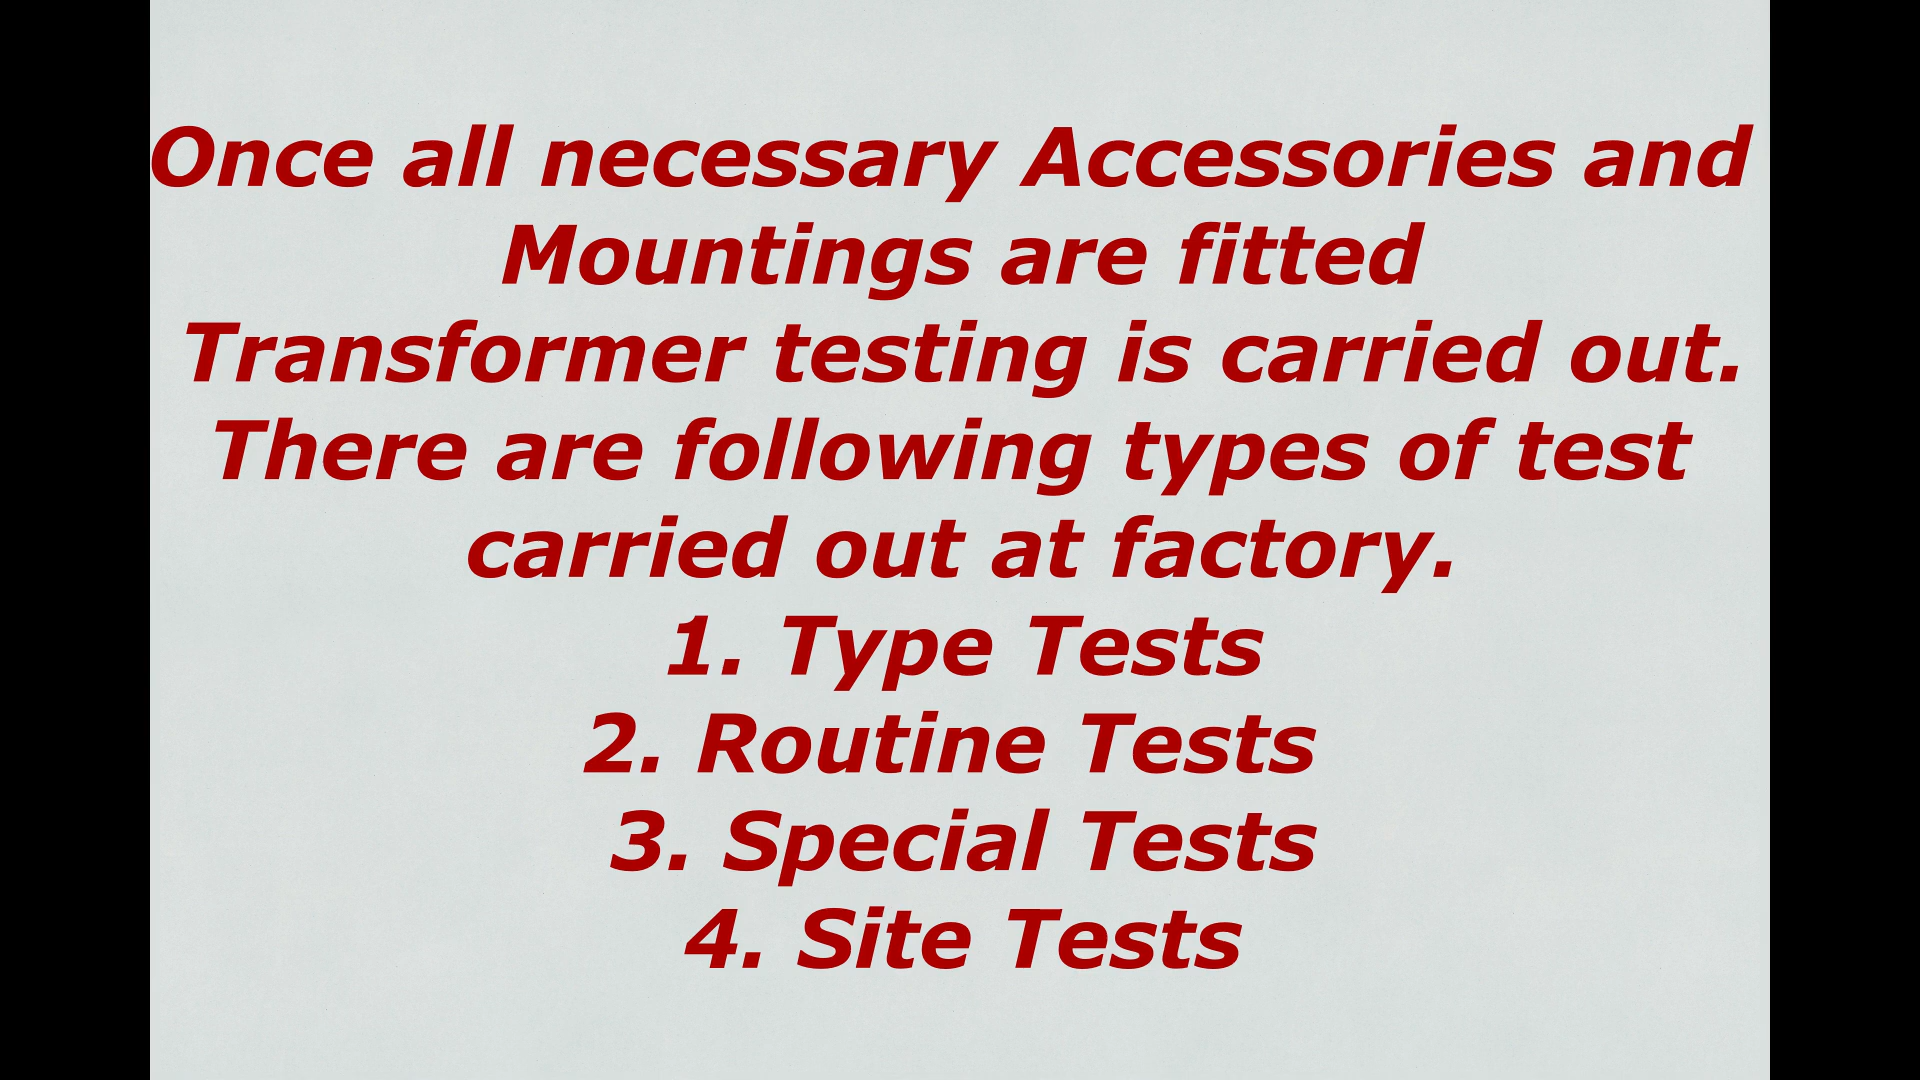 Once all necessary Accessories and
Mountings are fitted
Transformer testing is carried out.
There are following types of test
carried out at factory.
1. Type Tests
2. Routine Tests
3. Special Tests
4. Site Tests